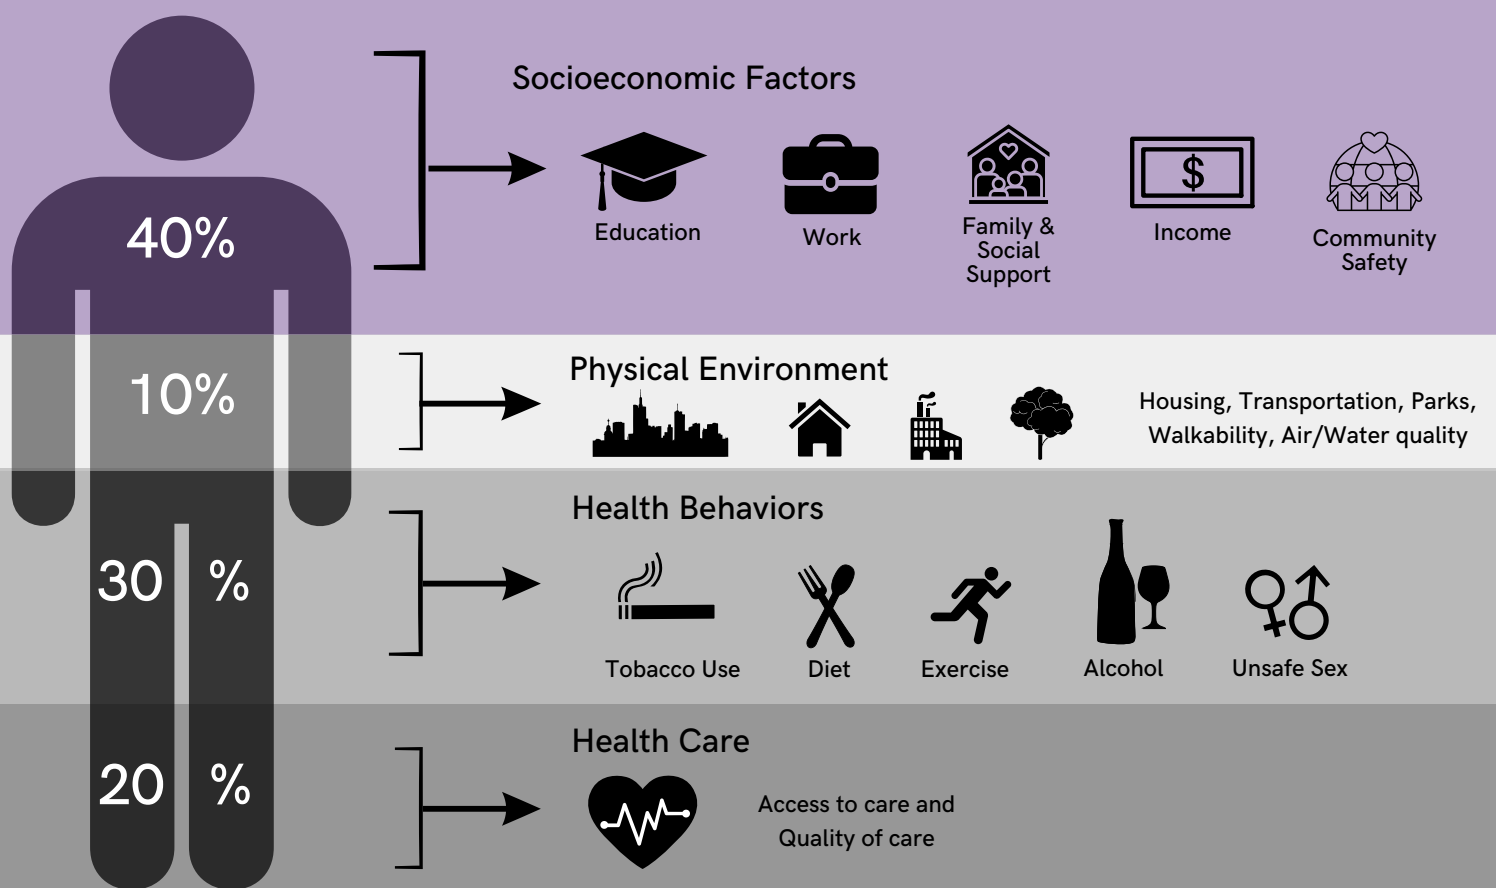 Socioeconomic Factors
40%
Education
Work
Family &
Social
Support
Income
$
Community
Safety
10%
Physical Environment
Housing, Transportation, Parks,
Walkability, Air/Water quality
30 %
Health Behaviors
Tobacco Use
Diet
Exercise
Alcohol
Unsafe Sex
20 %
Health Care
Access to care and
Quality of care